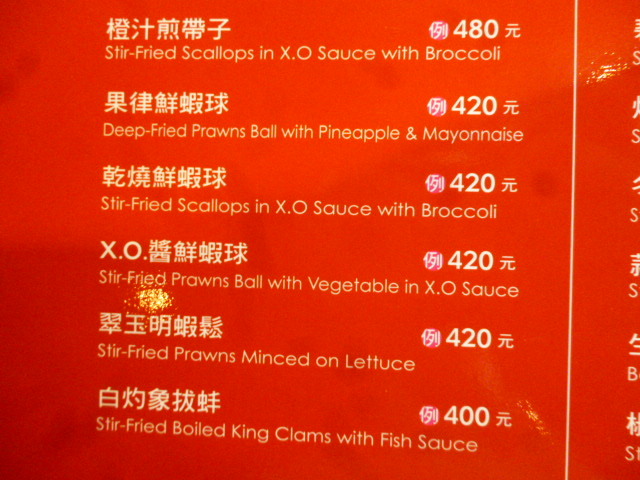 橙汁煎帶子 例 480 元
Stir-Fried Scallops in X.O Sauce with Broccoli
果律鮮蝦球 例 420 元
Deep-Fried Prawns Ball with Pineapple & Mayonnaise
乾燒鮮蝦球 例 420 元
Stir-Fried Scallops in X.O Sauce with Broccoli
X.O.醬鮮蝦球 例 420 元
Stir-Fried Prawns Ball with Vegetable in X.O Sauce
翠玉明蝦鬆 例 420 元
Stir-Fried Prawns Minced on Lettuce
白灼象拔蚌 例 400 元
Stir-Fried Boiled King Clams with Fish Sauce